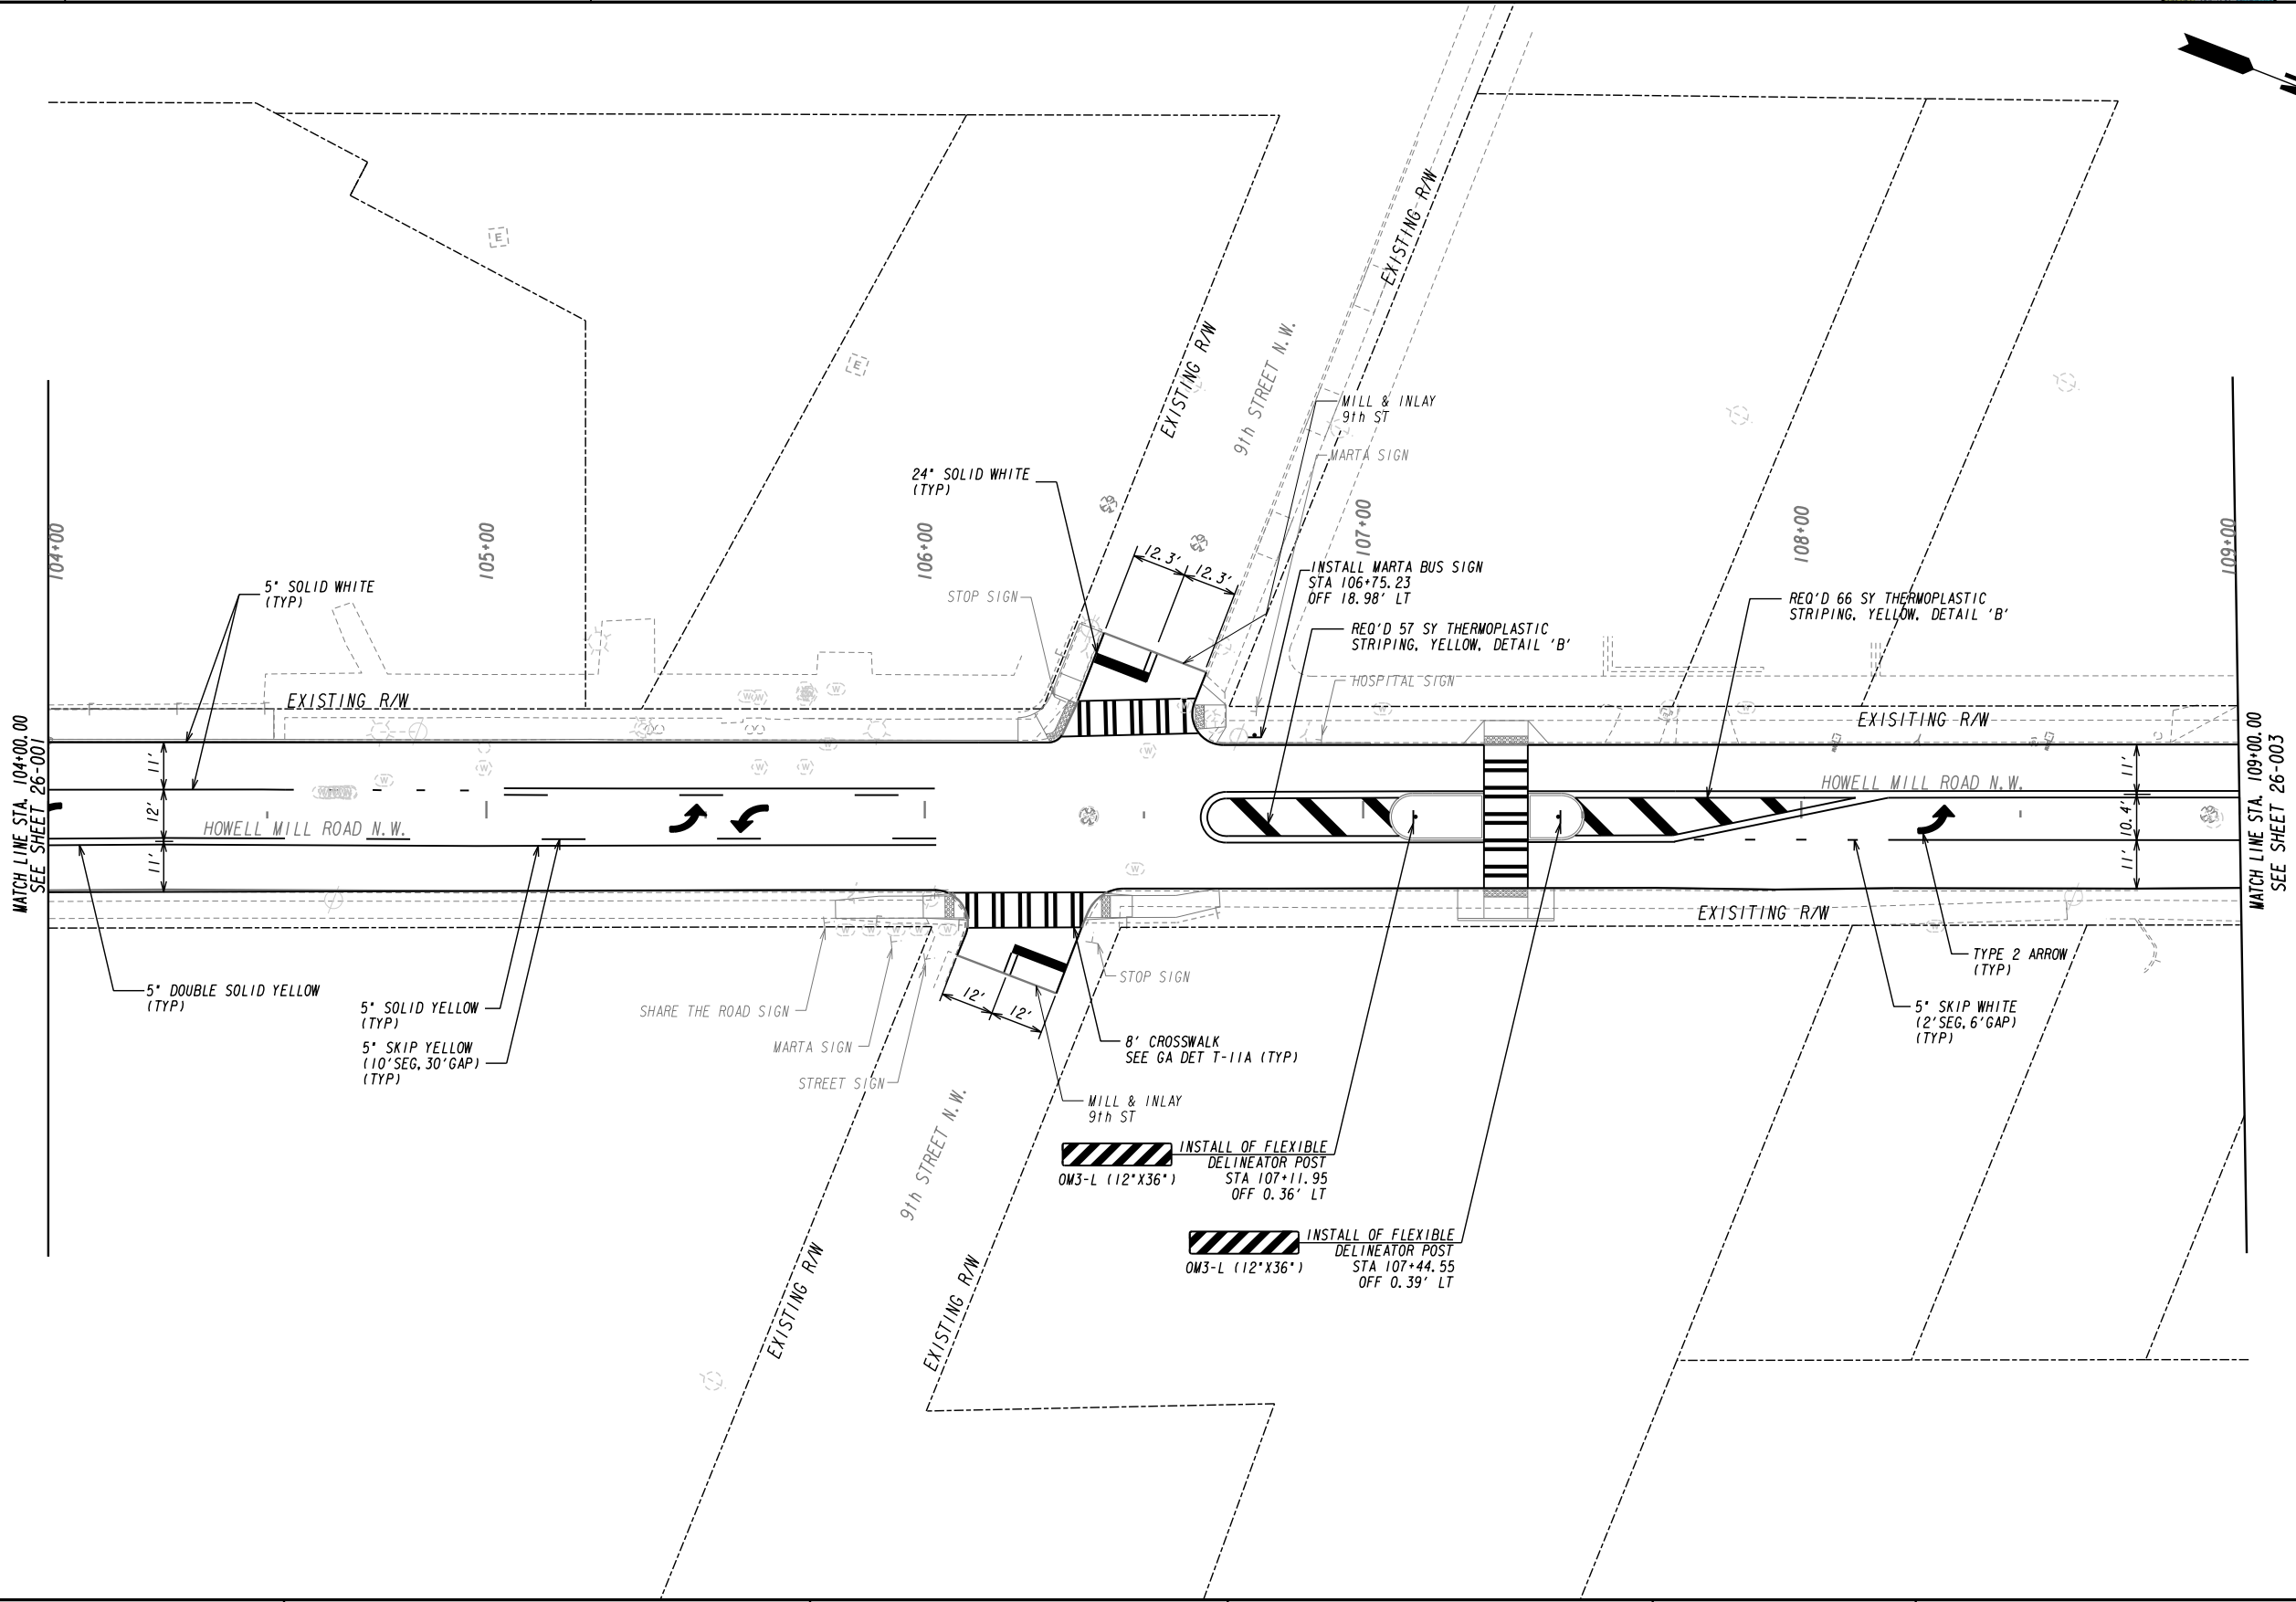 EXISTING R/W
EXISTING R/W
9th STREET N.W.
MILL & INLAY
9th ST
MARTA SIGN
24" SOLID WHITE
(TYP)
104+00
105+00
106+00
107+00
108+00
109+00
12.3'
12.3'
INSTALL MARTA BUS SIGN
STA 106+75.23
OFF 18.98' LT
5" SOLID WHITE
(TYP)
STOP SIGN
REQ'D 66 SY THERMOPLASTIC
STRIPING, YELLOW, DETAIL 'B'
REQ'D 57 SY THERMOPLASTIC
STRIPING, YELLOW, DETAIL 'B'
HOSPITAL SIGN
EXISTING R/W
EXISITING R/W
MATCH LINE STA. 104+00.00
SEE SHEET 26-001
11'
12'
11'
HOWELL MILL ROAD N.W.
HOWELL MILL ROAD N.W.
11'
10.4'
11'
MATCH LINE STA. 109+00.00
SEE SHEET 26-003
E
E
W
W
W
W
W
W
W
W
W
W
W
W
W
EXISITING R/W
5" DOUBLE SOLID YELLOW
(TYP)
5" SOLID YELLOW
(TYP)
5" SKIP YELLOW
(10'SEG, 30'GAP)
(TYP)
SHARE THE ROAD SIGN
MARTA SIGN
STREET SIGN
12'
12'
STOP SIGN
8' CROSSWALK
SEE GA DET T-11A (TYP)
MILL & INLAY
9th ST
TYPE 2 ARROW
(TYP)
5" SKIP WHITE
(2'SEG, 6'GAP)
(TYP)
9th STREET N.W.
INSTALL OF FLEXIBLE
DELINEATOR POST
STA 107+11.95
OFF 0.36' LT
OM3-L (12"X36")
INSTALL OF FLEXIBLE
DELINEATOR POST
STA 107+44.55
OFF 0.39' LT
OM3-L (12"X36")
EXISTING R/W
EXISTING R/W